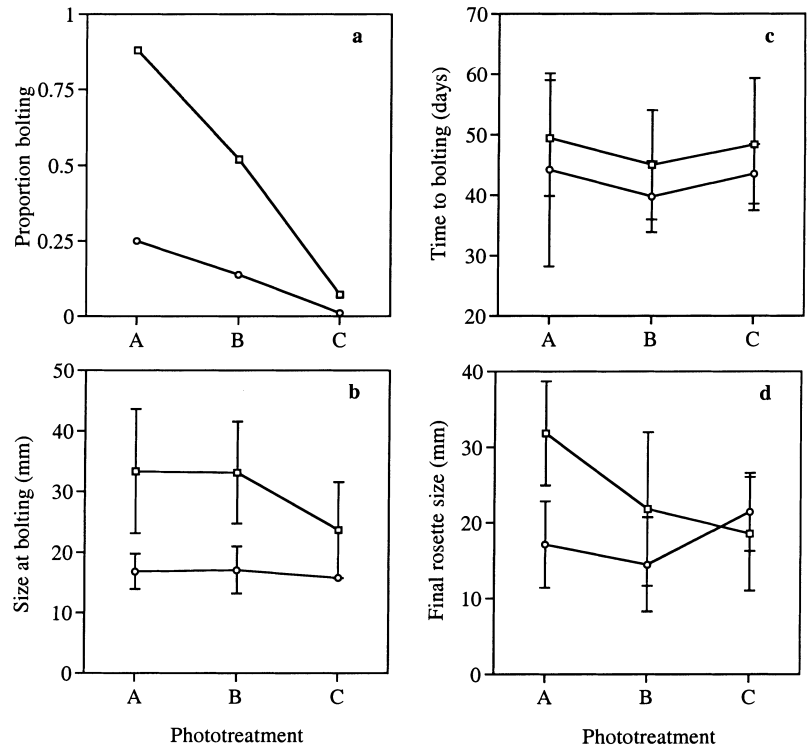 a
Proportion bolting
1
0.75
0.5
0.25
0
A B C
b
Size at bolting (mm)
50
40
30
20
10
0
A B C
Phototreatment
c
Time to bolting (days)
70
60
50
40
30
20
A B C
d
Final rosette size (mm)
40
30
20
10
0
A B C
Phototreatment